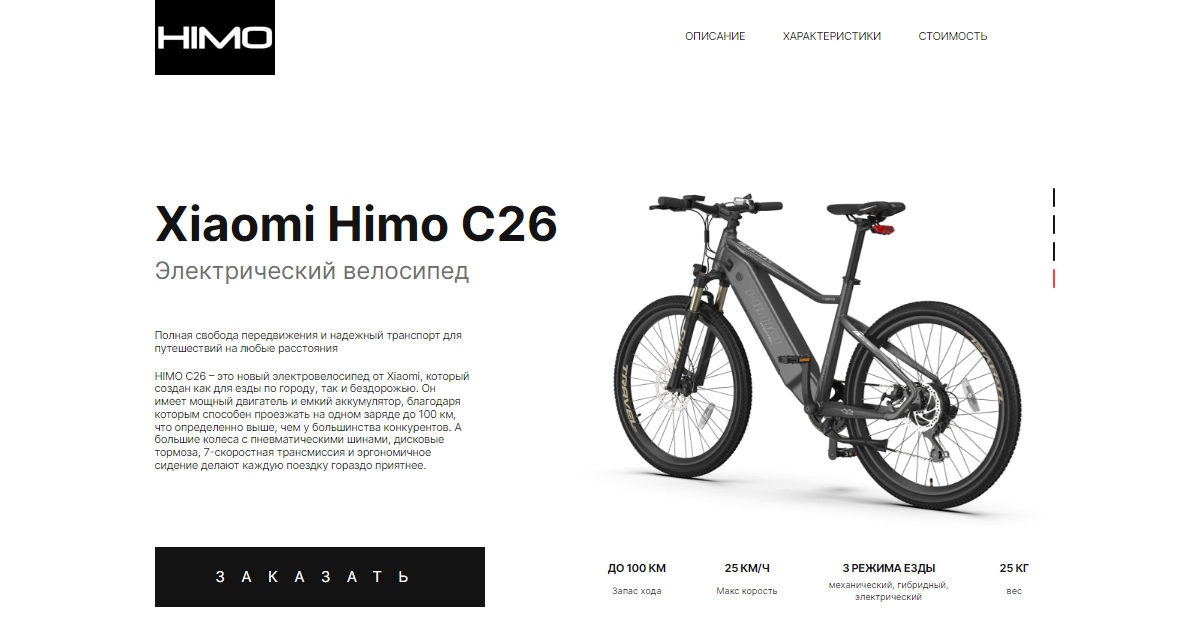 HIMO
ОПИСАНИЕ ХАРАКТЕРИСТИКИ СТОИМОСТЬ
Xiaomi Himo C26
Электрический велосипед
Полная свобода передвижения и надежный транспорт для
путешествий на любые расстояния
HIMO C26 – это новый электровелосипед от Xiaomi, который
создан как для езды по городу, так и бездорожью. Он
имеет мощный двигатель и емкий аккумулятор, благодаря
которым способен проезжать на одном заряде до 100 км,
что определенно выше, чем у большинства конкурентов. А
большие колеса с пневматическими шинами, дисковые
тормоза, 7-скоростная трансмиссия и эргономичное
сидение делают каждую поездку гораздо приятнее.
ЗАКАЗАТЬ
ДО 100 КМ
Запас хода
25 КМ/Ч
Макс корость
3 РЕЖИМА ЕЗДЫ
механический, гибридный,
электрический
25 КГ
вес
HIMO
TRAVEL